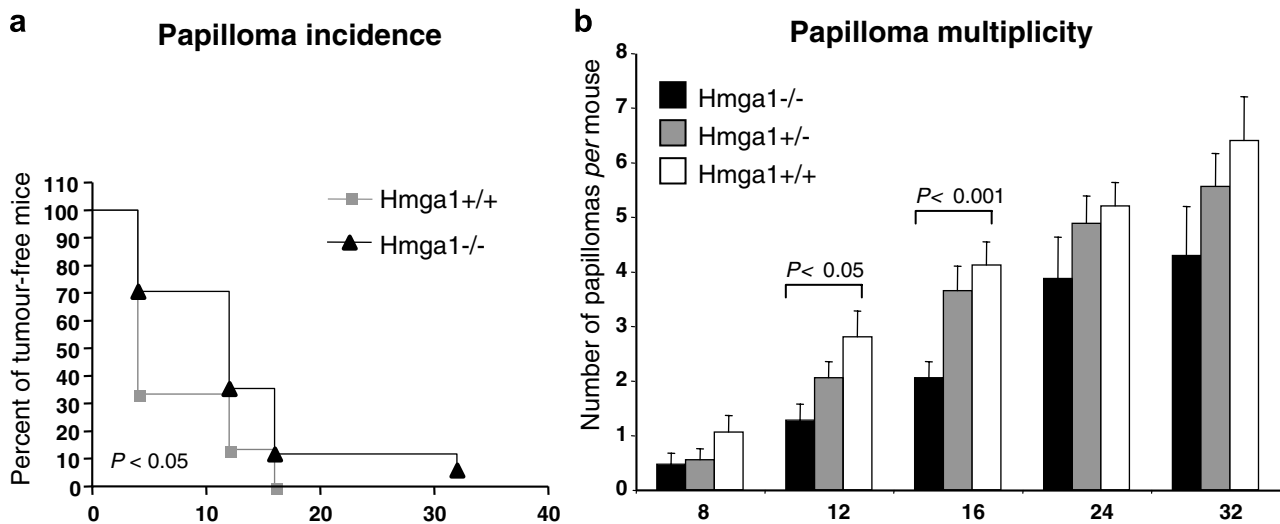 a
Papilloma incidence
Percent of tumour-free mice
110
100
90
80
70
60
50
40
30
20
10
0
Hmga1+/+
Hmga1-/-
P < 0.05
0 10 20 30 40
b
Papilloma multiplicity
Number of papillomas per mouse
8
7
6
5
4
3
2
1
0
Hmga1-/-
Hmga1+/-
Hmga1+/+
P< 0.05
P< 0.001
8 12 16 24 32